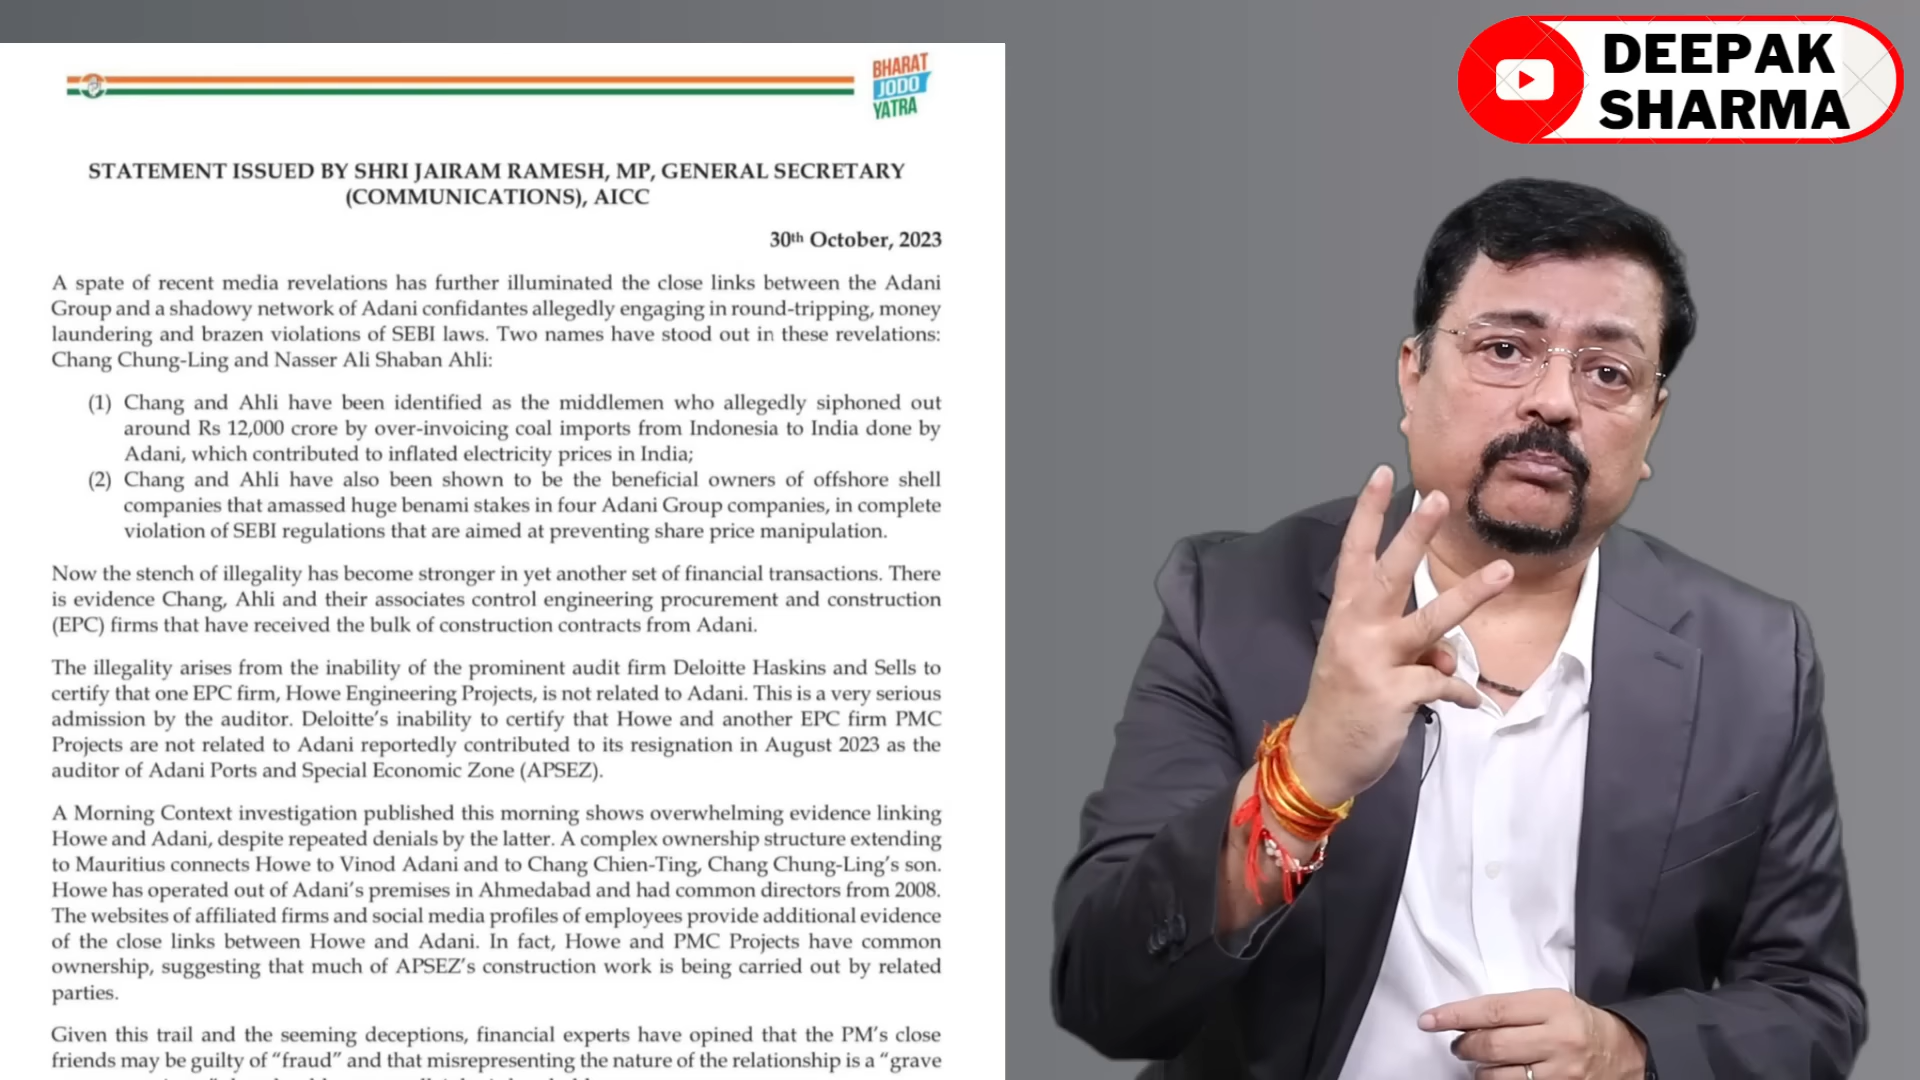 BHARAT
JODO
YATRA
STATEMENT ISSUED BY SHRI JAIRAM RAMESH, MP, GENERAL SECRETARY
(COMMUNICATIONS), AICC
30th October, 2023
A spate of recent media revelations has further illuminated the close links between the Adani
Group and a shadowy network of Adani confidantes allegedly engaging in round-tripping, money
laundering and brazen violations of SEBI laws. Two names have stood out in these revelations:
Chang Chung-Ling and Nasser Ali Shaban Ahli:
(1) Chang and Ahli have been identified as the middlemen who allegedly siphoned out
around Rs 12,000 crore by over-invoicing coal imports from Indonesia to India done by
Adani, which contributed to inflated electricity prices in India;
(2) Chang and Ahli have also been shown to be the beneficial owners of offshore shell
companies that amassed huge benami stakes in four Adani Group companies, in complete
violation of SEBI regulations that are aimed at preventing share price manipulation.
Now the stench of illegality has become stronger in yet another set of financial transactions. There
is evidence Chang, Ahli and their associates control engineering procurement and construction
(EPC) firms that have received the bulk of construction contracts from Adani.
The illegality arises from the inability of the prominent audit firm Deloitte Haskins and Sells to
certify that one EPC firm, Howe Engineering Projects, is not related to Adani. This is a very serious
admission by the auditor. Deloitte's inability to certify that Howe and another EPC firm PMC
Projects are not related to Adani reportedly contributed to its resignation in August 2023 as the
auditor of Adani Ports and Special Economic Zone (APSEZ).
A Morning Context investigation published this morning shows overwhelming evidence linking
Howe and Adani, despite repeated denials by the latter. A complex ownership structure extending
to Mauritius connects Howe to Vinod Adani and to Chang Chien-Ting, Chang Chung-Ling's son.
Howe has operated out of Adani's premises in Ahmedabad and had common directors from 2008.
The websites of affiliated firms and social media profiles of employees provide additional evidence
of the close links between Howe and Adani. In fact, Howe and PMC Projects have common
ownership, suggesting that much of APSEZ's construction work is being carried out by related
parties.
Given this trail and the seeming deceptions, financial experts have opined that the PM's close
friends may be guilty of "fraud" and that misrepresenting the nature of the relationship is a "grave
DEEPAK
SHARMA